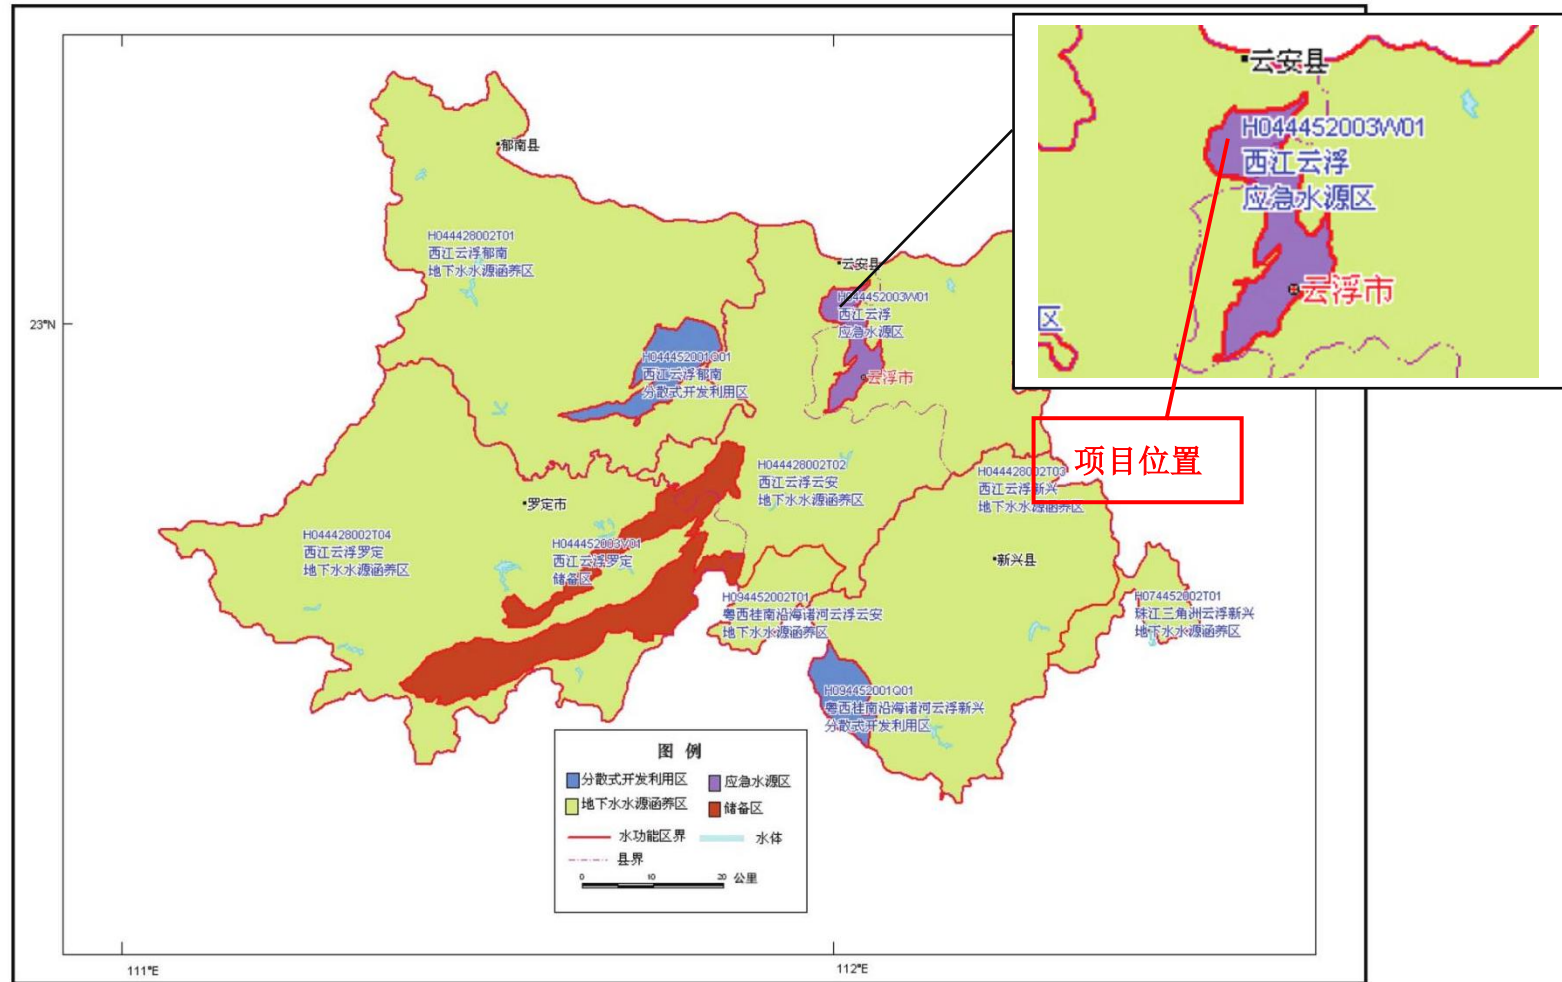 云安县
H044452003W01
西江云浮
应急水源区
云浮市
区
项目位置
郁南县
H044428002T01
西江云浮郁南
地下水水源涵养区
云安县
H044452003W01
西江云浮
应急水源区
云浮市
23°N
H044452001Q01
西江云浮郁南
分散式开发利用区
H044428002T02
西江云浮云安
地下水水源涵养区
H044428002T03
西江云浮新兴
地下水水源涵养区
罗定市
H044428002T04
西江云浮罗定
地下水水源涵养区
H044452003V01
西江云浮罗定
储备区
新兴县
H094452002T01
粤西桂南沿海诸河云浮云安
地下水水源涵养区
H074452002T01
珠江三角洲云浮新兴
地下水水源涵养区
H094452001Q01
粤西桂南沿海诸河云浮新兴
分散式开发利用区
图 例
分散式开发利用区 应急水源区
地下水水源涵养区 储备区
水功能区界 水体
县界
0 10 20 公里
111°E 112°E